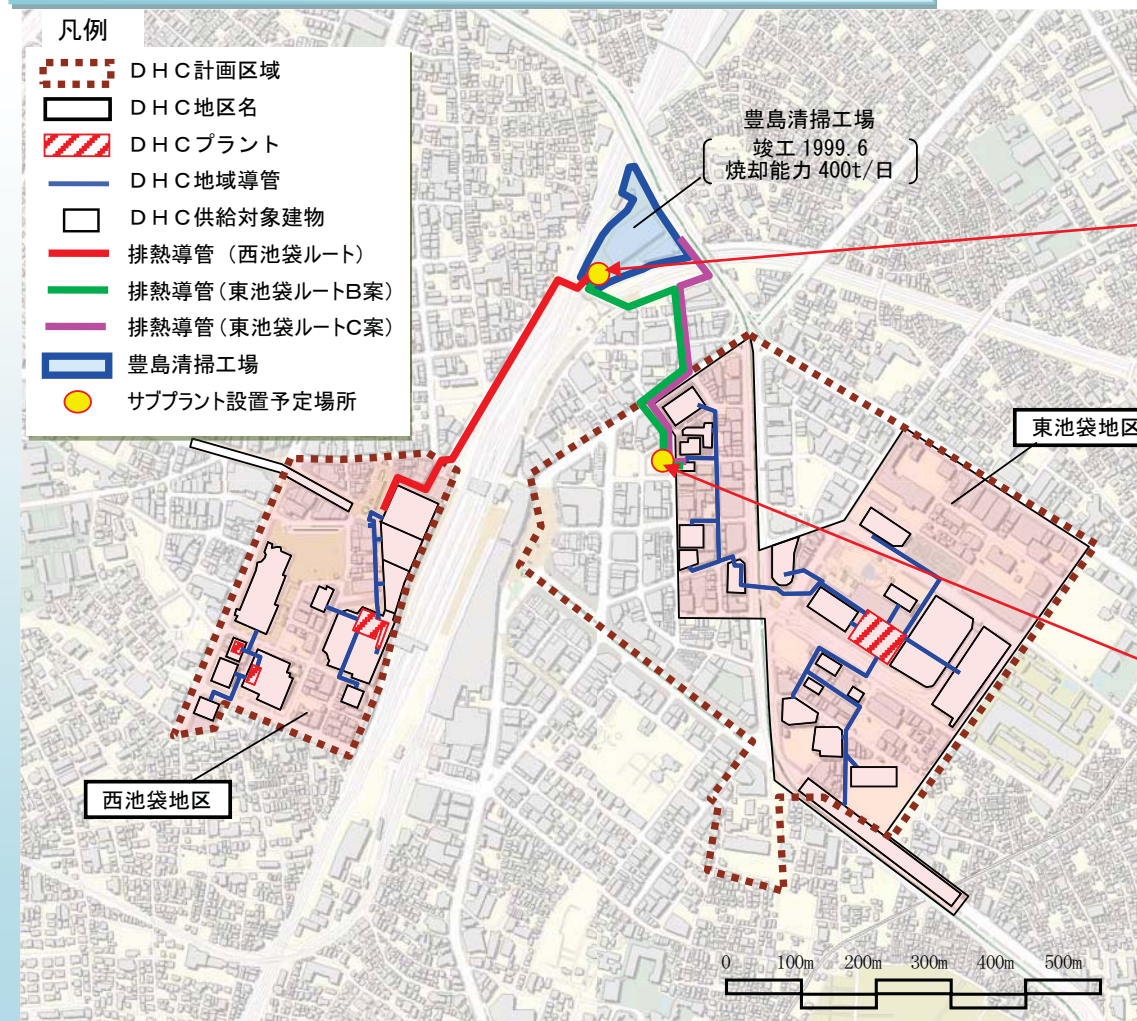 凡例
ＤＨＣ計画区域
ＤＨＣ地区名
ＤＨＣプラント
ＤＨＣ地域導管
ＤＨＣ供給対象建物
排熱導管（西池袋ルート）
排熱導管（東池袋ルートB案）
排熱導管（東池袋ルートC案）
豊島清掃工場
サブプラント設置予定場所
豊島清掃工場
竣工 1999.6
焼却能力 400t/日
東池袋地区
西池袋地区
0 100m 200m 300m 400m 500m